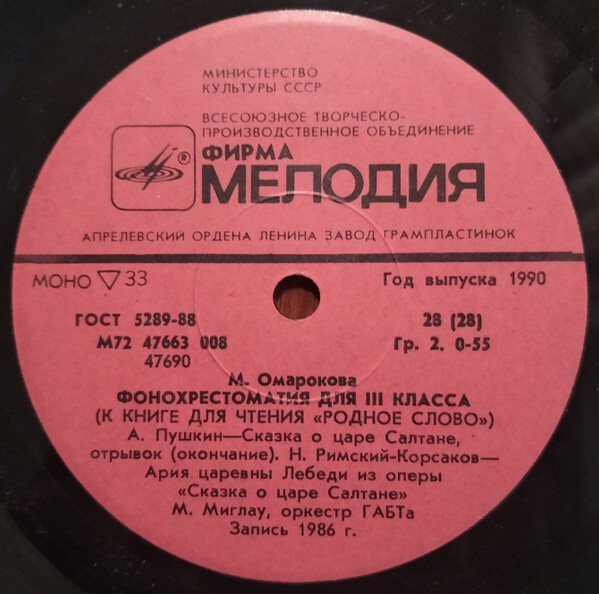 МИНИСТЕРСТВО
КУЛЬТУРЫ СССР
ВСЕСОЮЗНОЕ ТВОРЧЕСКО-
ПРОИЗВОДСТВЕННОЕ ОБЪЕДИНЕНИЕ
ФИРМА
® МЕЛОДИЯ
АПРЕЛЕВСКИЙ ОРДЕНА ЛЕНИНА ЗАВОД ГРАМПЛАСТИНОК
МОНО ▽ 33 Год выпуска 1990
ГОСТ 5289-88 28 (28)
М72 47663 008 Гр. 2. 0-55
47690
М. Омарокова
ФОНОХРЕСТОМАТИЯ ДЛЯ III КЛАССА
(К КНИГЕ ДЛЯ ЧТЕНИЯ «РОДНОЕ СЛОВО»)
А. Пушкин—Сказка о царе Салтане,
отрывок (окончание). Н. Римский-Корсаков—
Ария царевны Лебеди из оперы
«Сказка о царе Салтане»
М. Миглау, оркестр ГАБТа
Запись 1986 г.